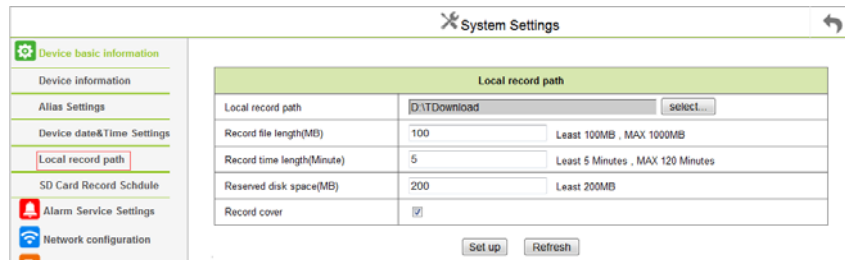 System Settings
Device basic information
Device information
Alias Settings
Device date&Time Settings
Local record path
SD Card Record Schdule
Alarm Service Settings
Network configuration
Local record path
Local record path D:\TDownload select...
Record file length(MB) 100 Least 100MB , MAX 1000MB
Record time length(Minute) 5 Least 5 Minutes , MAX 120 Minutes
Reserved disk space(MB) 200 Least 200MB
Record cover
Set up Refresh